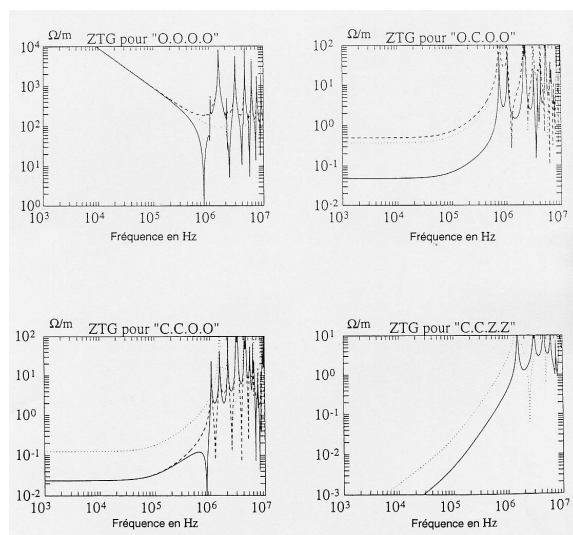 Ω/m ZTG pour "O.O.O.O"
10⁴
10³
10²
10¹
10⁰
10³ 10⁴ 10⁵ 10⁶ 10⁷
Fréquence en Hz
Ω/m ZTG pour "O.C.O.O"
10²
10¹
10⁰
10⁻¹
10⁻²
10³ 10⁴ 10⁵ 10⁶ 10⁷
Fréquence en Hz
Ω/m ZTG pour "C.C.O.O"
10²
10¹
10⁰
10⁻¹
10⁻²
10³ 10⁴ 10⁵ 10⁶ 10⁷
Fréquence en Hz
Ω/m ZTG pour "C.C.Z.Z"
10¹
10⁰
10⁻¹
10⁻²
10⁻³
10³ 10⁴ 10⁵ 10⁶ 10⁷
Fréquence en Hz